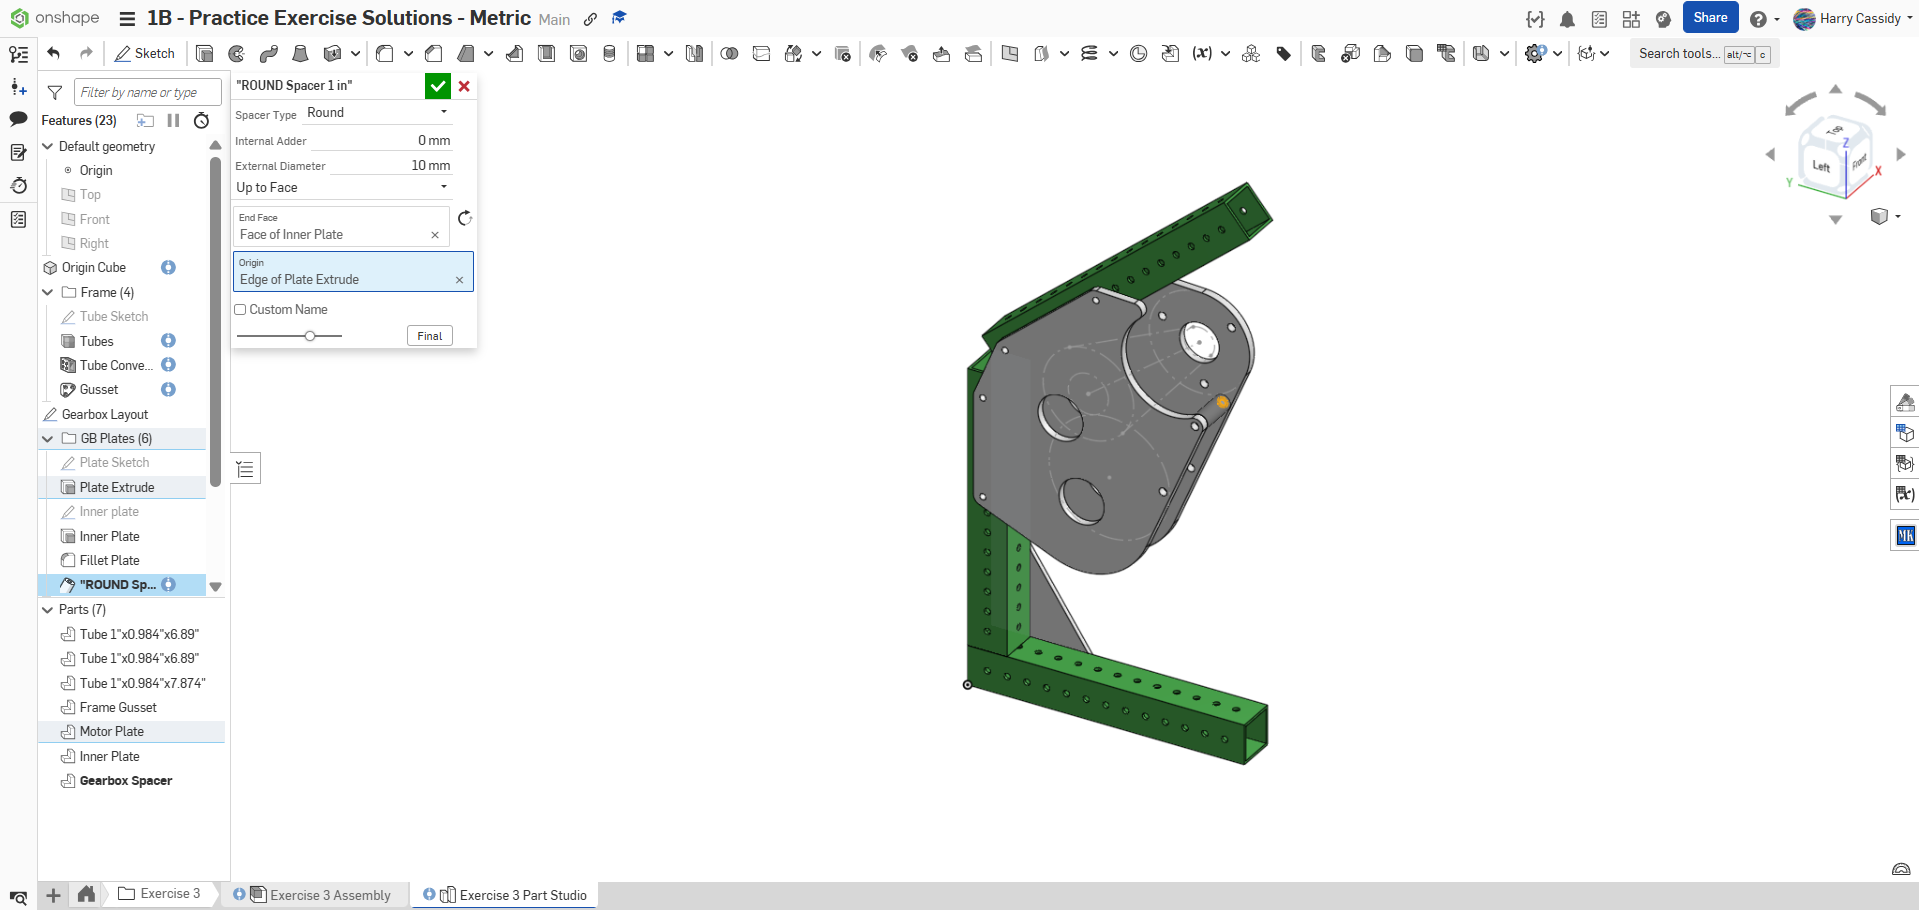 onshape
1B - Practice Exercise Solutions - Metric Main
Share
Harry Cassidy
Sketch
Search tools... alt/⌥ c
Filter by name or type
Features (23)
Default geometry
Origin
Top
Front
Right
Origin Cube
Frame (4)
Tube Sketch
Tubes
Tube Conve...
Gusset
Gearbox Layout
GB Plates (6)
Plate Sketch
Plate Extrude
Inner plate
Inner Plate
Fillet Plate
"ROUND Sp...
Parts (7)
Tube 1"x0.984"x6.89"
Tube 1"x0.984"x6.89"
Tube 1"x0.984"x7.874"
Frame Gusset
Motor Plate
Inner Plate
Gearbox Spacer
"ROUND Spacer 1 in"
Spacer Type Round
Internal Adder 0 mm
External Diameter 10 mm
Up to Face
End Face
Face of Inner Plate
Origin
Edge of Plate Extrude
Custom Name
Final
Top
Left
Front
Z
X
Y
(x)
MK
Exercise 3
Exercise 3 Assembly
Exercise 3 Part Studio